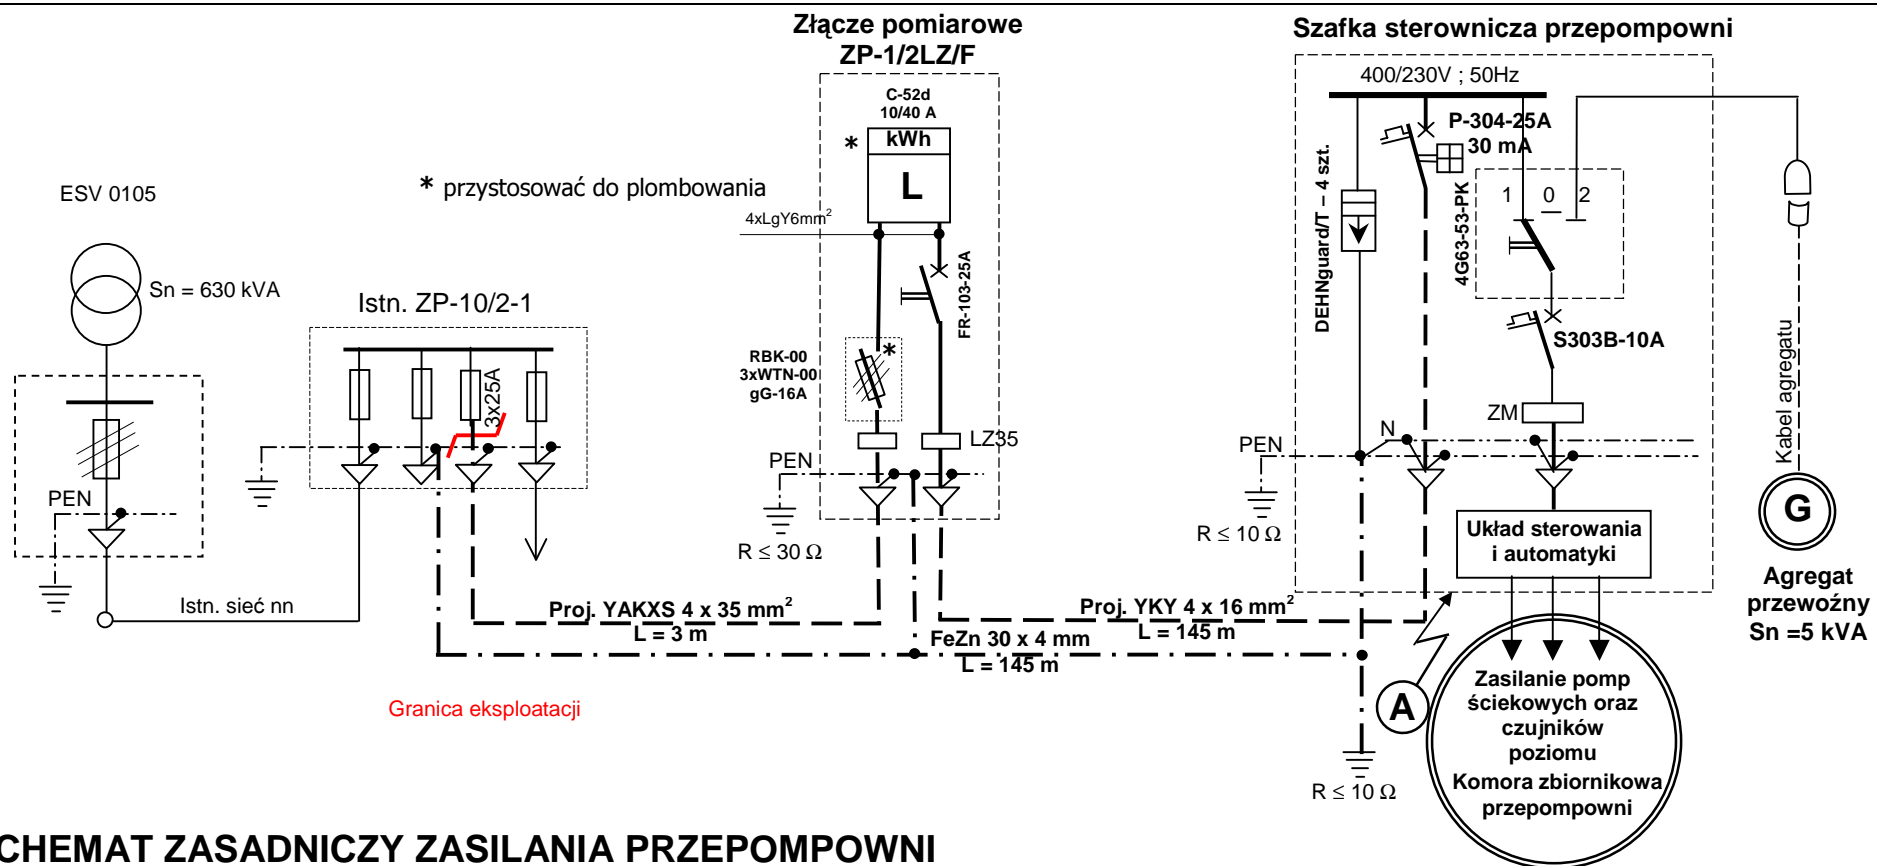 Złącze pomiarowe
ZP-1/2LZ/F
Szafka sterownicza przepompowni
400/230V ; 50Hz
C-52d
10/40 A
* kWh
L
P-304-25A
30 mA
ESV 0105
* przystosować do plombowania
4xLgY6mm²
1 0 2
4G63-53-PK
DEHNguard/T – 4 szt.
FR-103-25A
Sn = 630 kVA
Istn. ZP-10/2-1
3x25A
RBK-00
3xWTN-00
gG-16A
*
S303B-10A
ZM
LZ35
N
PEN
PEN
PEN
R ≤ 30 Ω
R ≤ 10 Ω
Kabel agregatu
G
Agregat
przewoźny
Sn =5 kVA
Układ sterowania
i automatyki
Istn. sieć nn
Proj. YAKXS 4 x 35 mm²
L = 3 m
Proj. YKY 4 x 16 mm²
L = 145 m
FeZn 30 x 4 mm
L = 145 m
Granica eksploatacji
A
Zasilanie pomp
ściekowych oraz
czujników
poziomu
Komora zbiornikowa
przepompowni
R ≤ 10 Ω
CHEMAT ZASADNICZY ZASILANIA PRZEPOMPOWNI